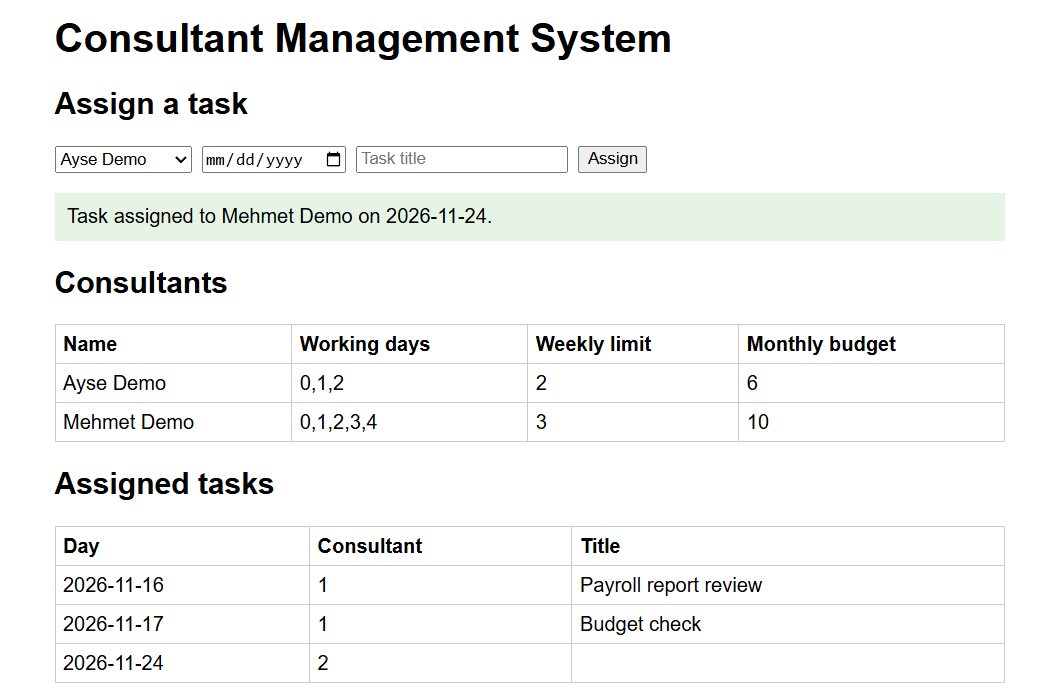 Consultant Management System
Assign a task
Ayse Demo mm/dd/yyyy Task title Assign
Task assigned to Mehmet Demo on 2026-11-24.
Consultants
Name Working days Weekly limit Monthly budget
Ayse Demo 0,1,2 2 6
Mehmet Demo 0,1,2,3,4 3 10
Assigned tasks
Day Consultant Title
2026-11-16 1 Payroll report review
2026-11-17 1 Budget check
2026-11-24 2